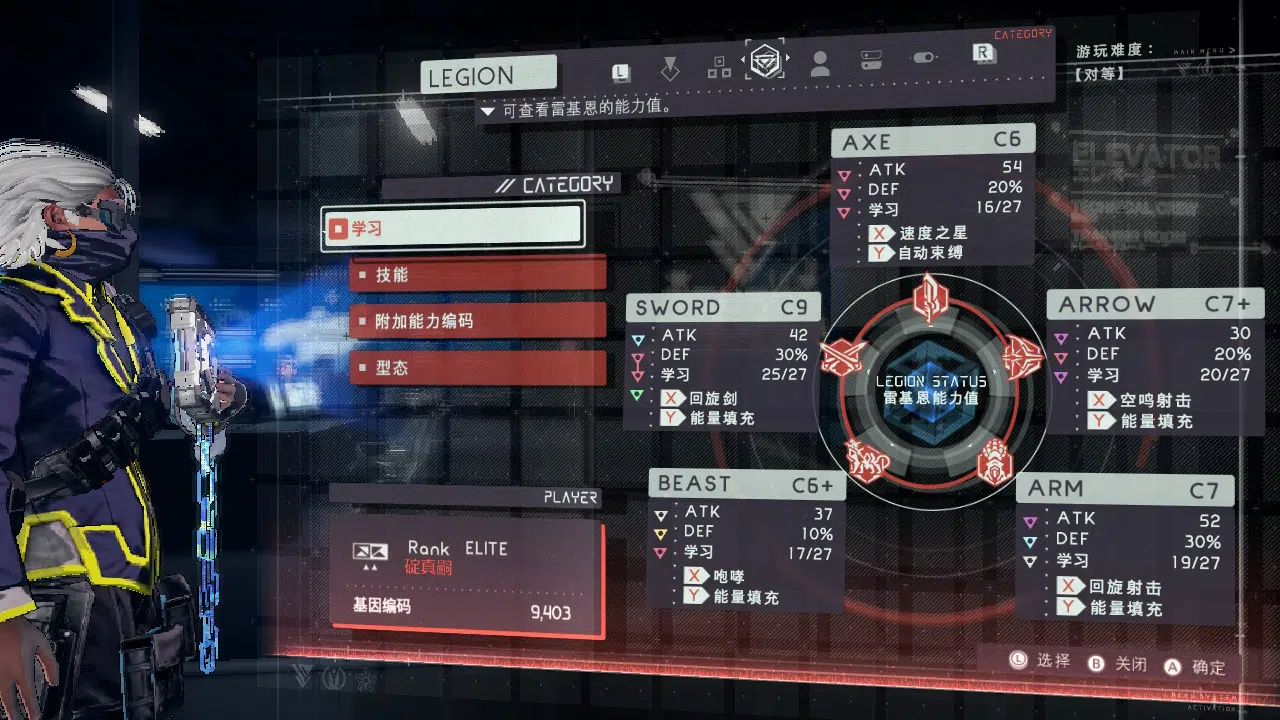 CATEGORY
LEGION
L
R
可查看雷基恩的能力值。
游玩难度：
MAIN MENU >
【对等】
ELEVATOR
// CATEGORY
学习
技能
附加能力编码
型态
AXE C6
ATK 54
DEF 20%
学习 16/27
X 速度之星
Y 自动束缚
SWORD C9
ATK 42
DEF 30%
学习 25/27
X 回旋剑
Y 能量填充
ARROW C7+
ATK 30
DEF 20%
学习 20/27
X 空鸣射击
Y 能量填充
LEGION STATUS
雷基恩能力值
BEAST C6+
ATK 37
DEF 10%
学习 17/27
X 咆哮
Y 能量填充
ARM C7
ATK 52
DEF 30%
学习 19/27
X 回旋射击
Y 能量填充
PLAYER
Rank ELITE
碇真嗣
基因编码 9,403
L 选择 B 关闭 A 确定